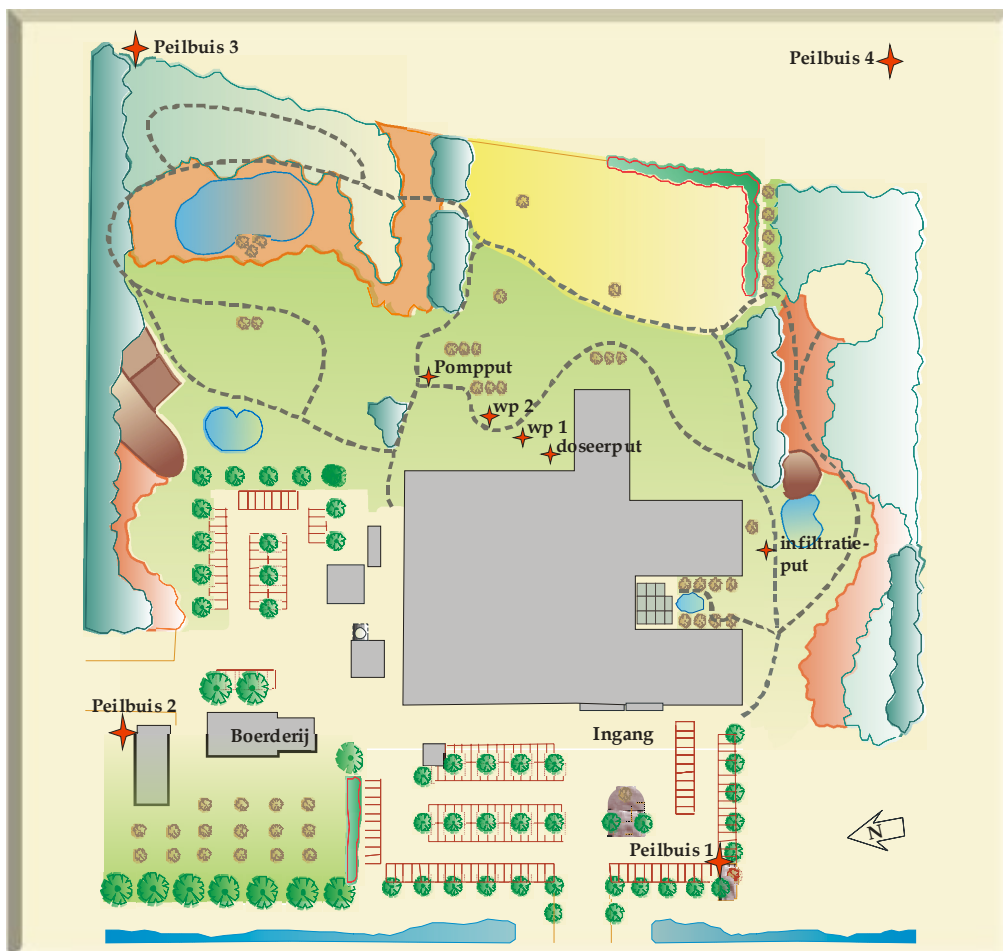 Peilbuis 3
Peilbuis 4
Pompput
wp 2
wp 1
doseerput
infiltratie-
put
Peilbuis 2
Boerderij
Ingang
N
Peilbuis 1